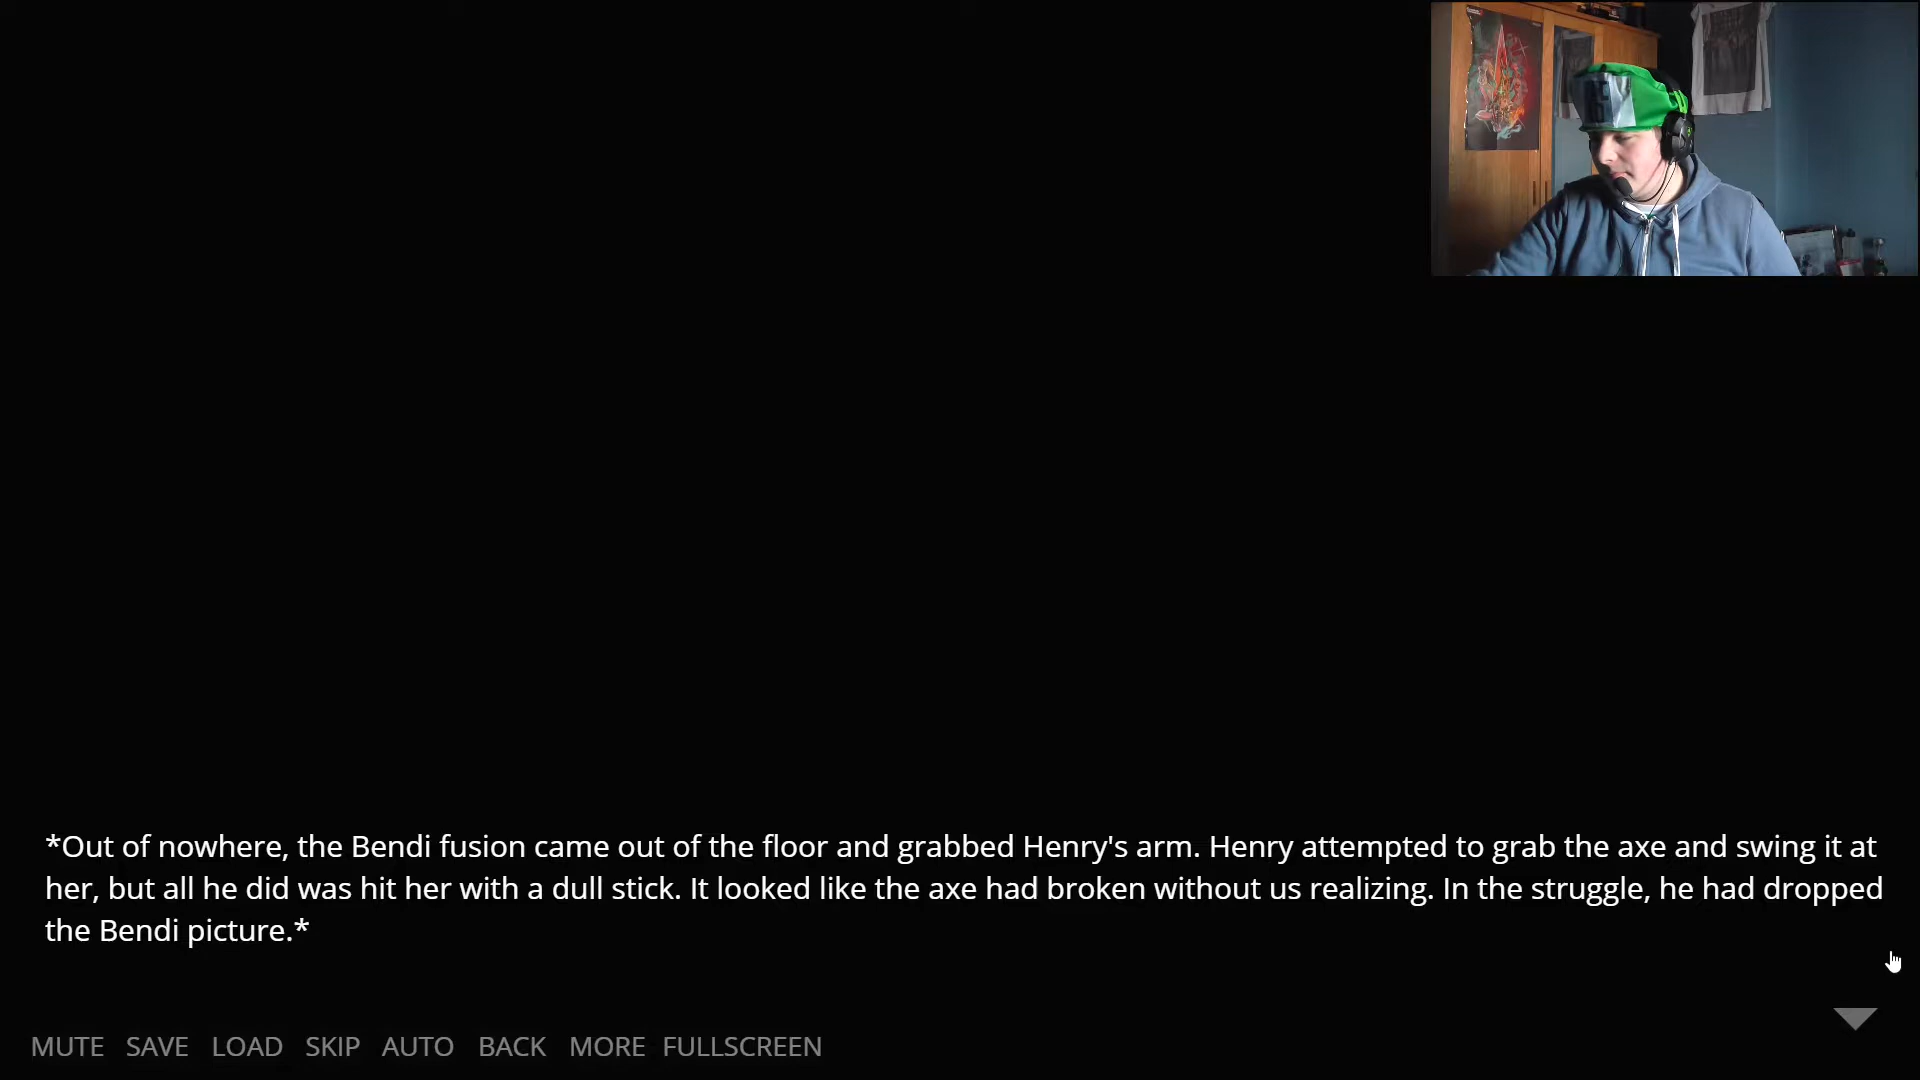 *Out of nowhere, the Bendi fusion came out of the floor and grabbed Henry's arm. Henry attempted to grab the axe and swing it at
her, but all he did was hit her with a dull stick. It looked like the axe had broken without us realizing. In the struggle, he had dropped
the Bendi picture.*
MUTE SAVE LOAD SKIP AUTO BACK MORE FULLSCREEN